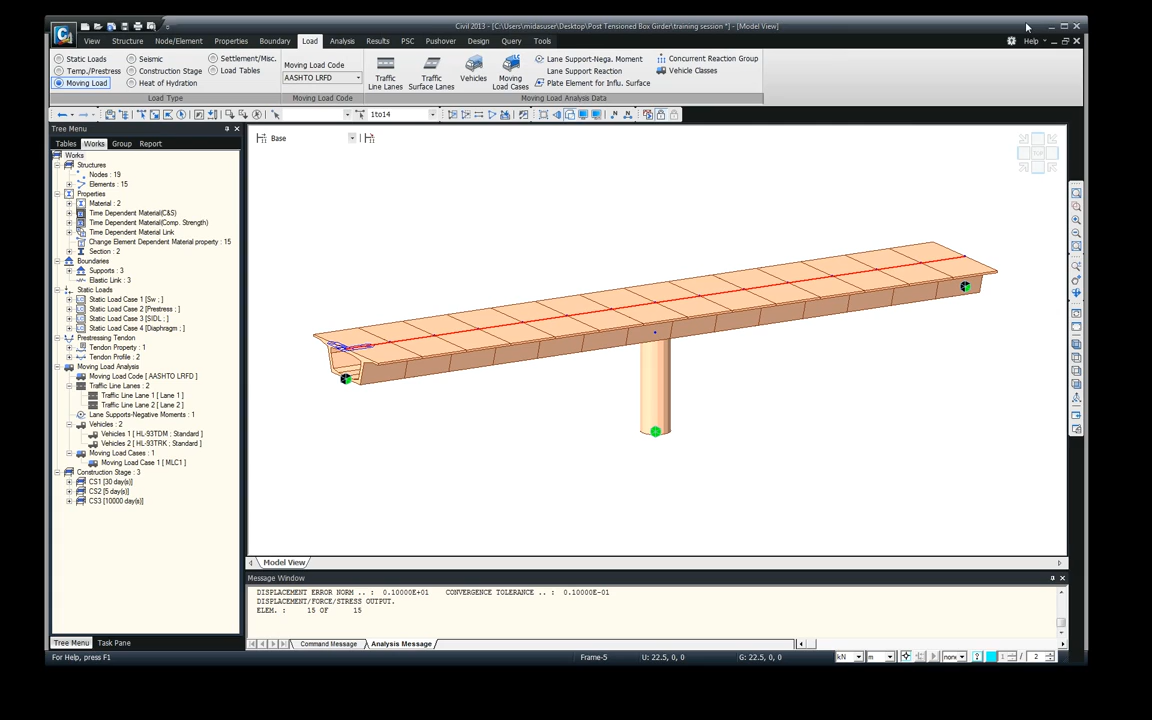 Civil 2013 - [C:\Users\midasuser\Desktop\Post Tensioned Box Girder\training session *] - [Model View]
View Structure Node/Element Properties Boundary Load Analysis Results PSC Pushover Design Query Tools Help
Static Loads Seismic Settlement/Misc.
Temp./Prestress Construction Stage Load Tables
Moving Load Heat of Hydration
Load Type
Moving Load Code
AASHTO LRFD
Moving Load Code
Traffic Line Lanes
Traffic Surface Lanes
Vehicles
Moving Load Cases
Lane Support-Nega. Moment
Lane Support Reaction
Plate Element for Influ. Surface
Concurrent Reaction Group
Vehicle Classes
Moving Load Analysis Data
1to14
Tree Menu
Tables Works Group Report
Works
Structures
Nodes : 19
Elements : 15
Properties
Material : 2
Time Dependent Material(C&S)
Time Dependent Material(Comp. Strength)
Time Dependent Material Link
Change Element Dependent Material property : 15
Section : 2
Boundaries
Supports : 3
Elastic Link : 3
Static Loads
Static Load Case 1 [Sw ; ]
Static Load Case 2 [Prestress ; ]
Static Load Case 3 [SIDL ; ]
Static Load Case 4 [Diaphragm ; ]
Prestressing Tendon
Tendon Property : 1
Tendon Profile : 2
Moving Load Analysis
Moving Load Code [ AASHTO LRFD ]
Traffic Line Lanes : 2
Traffic Line Lane 1 [ Lane 1 ]
Traffic Line Lane 2 [ Lane 2 ]
Lane Supports-Negative Moments : 1
Vehicles : 2
Vehicles 1 [ HL-93TDM ; Standard ]
Vehicles 2 [ HL-93TRK ; Standard ]
Moving Load Cases : 1
Moving Load Case 1 [ MLC1 ]
Construction Stage : 3
CS1 [30 day(s)]
CS2 [5 day(s)]
CS3 [10000 day(s)]
Tree Menu Task Pane
Base
TOP
Model View
Message Window
DISPLACEMENT ERROR NORM .. : 0.10000E+01 CONVERGENCE TOLERANCE .. : 0.10000E-01
DISPLACEMENT/FORCE/STRESS OUTPUT.
ELEM. : 15 OF 15
Command Message Analysis Message
For Help, press F1 Frame-5 U: 22.5, 0, 0 G: 22.5, 0, 0 kN m non 1 / 2